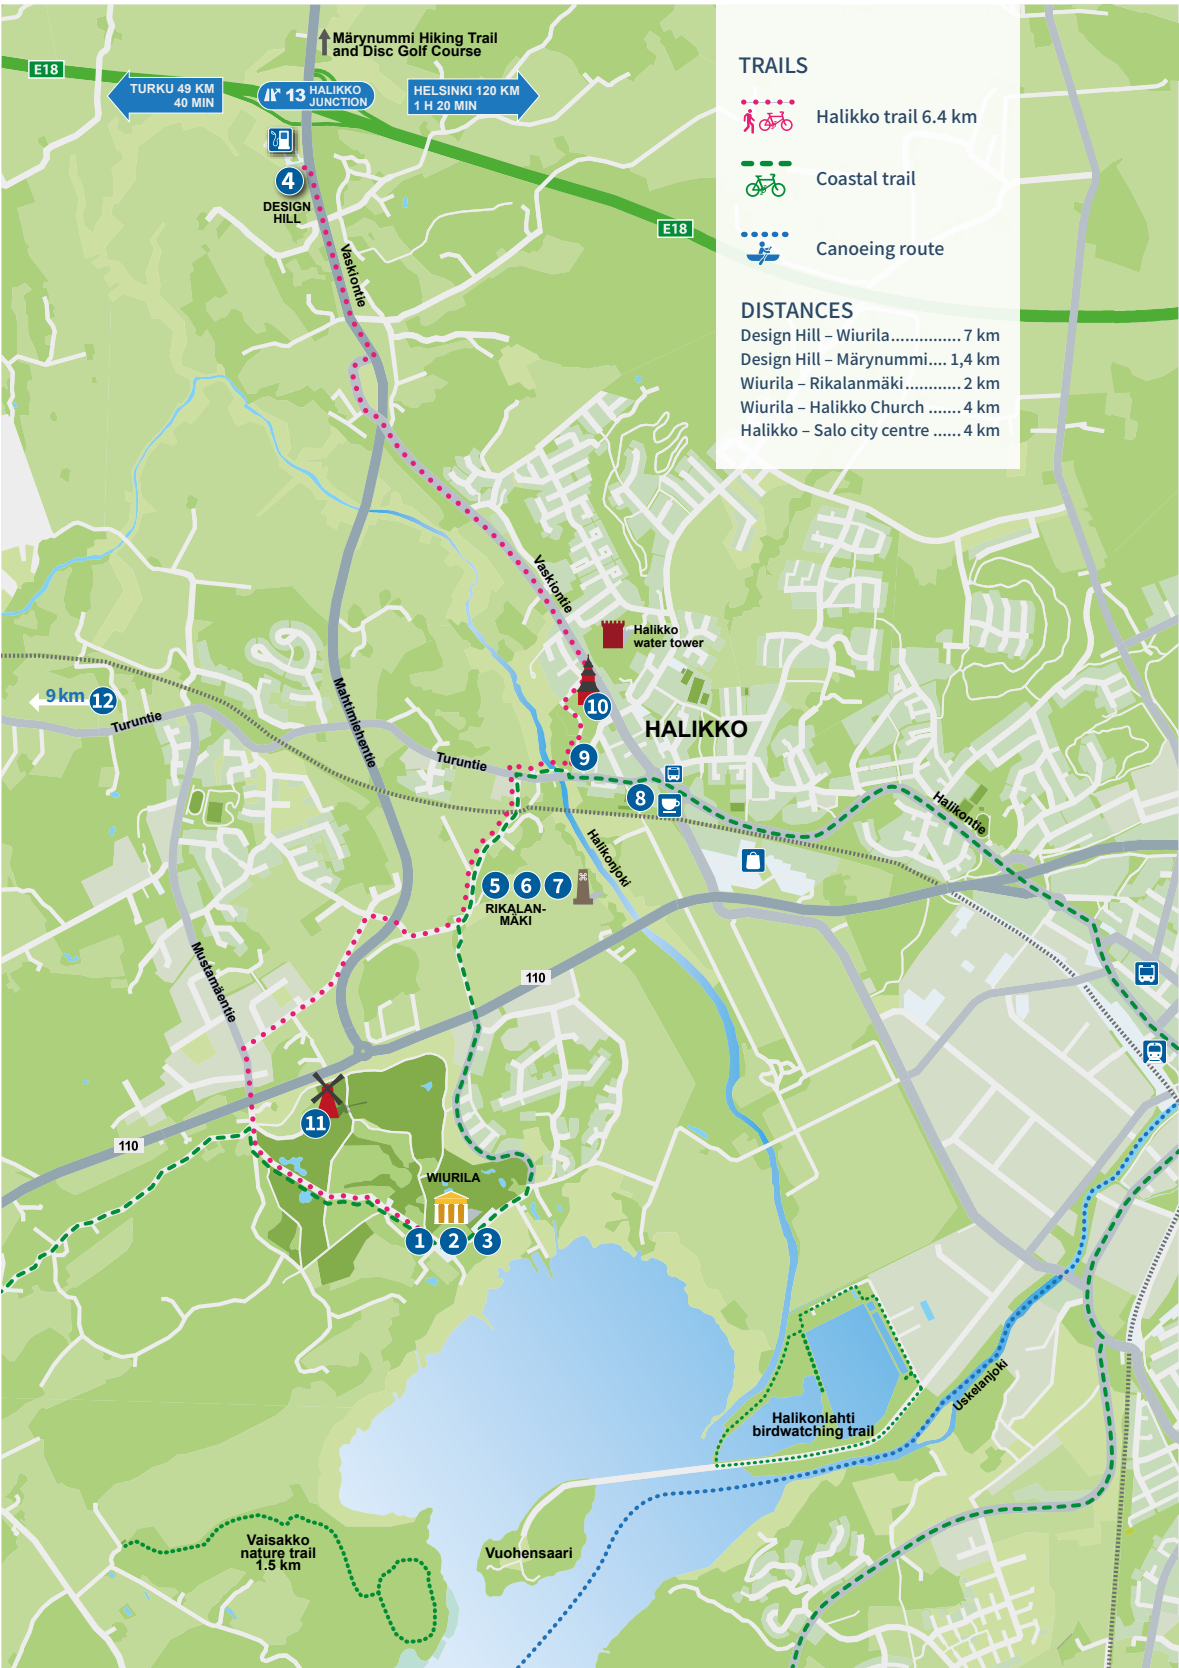 Märynummi Hiking Trail
and Disc Golf Course
E18
TURKU 49 KM
40 MIN
13 HALIKKO
JUNCTION
HELSINKI 120 KM
1 H 20 MIN
4
DESIGN
HILL
E18
Vaskiontie
TRAILS
Halikko trail 6.4 km
Coastal trail
Canoeing route
DISTANCES
Design Hill – Wiurila.............. 7 km
Design Hill – Märynummi.... 1,4 km
Wiurila – Rikalanmäki............ 2 km
Wiurila – Halikko Church ....... 4 km
Halikko – Salo city centre ...... 4 km
Vaskiontie
Halikko
water tower
9 km 12
Turuntie
Mahtimiehentie
10
HALIKKO
Turuntie
9
8
Halikontie
Halikonjoki
5 6 7
RIKALAN-
MÄKI
Mustamäentie
110
11
110
WIURILA
1 2 3
Uskelanjoki
Halikonlahti
birdwatching trail
Vaisakko
nature trail
1.5 km
Vuohensaari